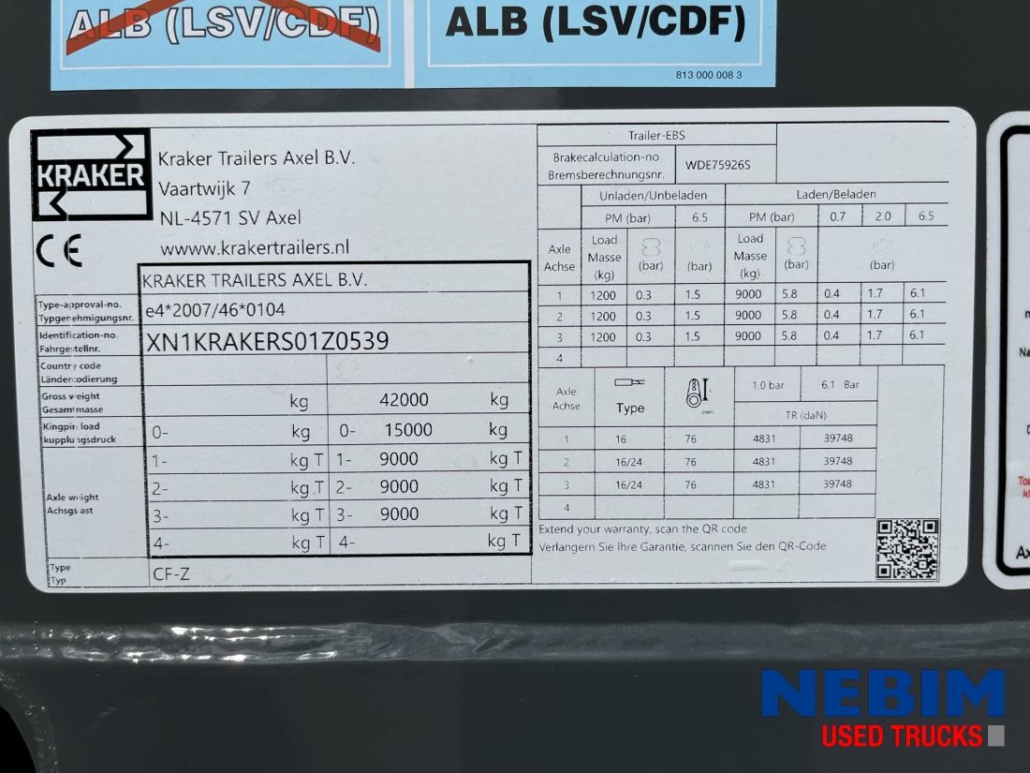 ALB (LSV/CDF)
ALB (LSV/CDF)
813 000 008 3
KRAKER
Kraker Trailers Axel B.V.
Vaartwijk 7
NL-4571 SV Axel
www.krakertrailers.nl
CE
KRAKER TRAILERS AXEL B.V.
Type-approval-no. e4*2007/46*0104
Typgenehmigungsnr.
Identification-no. XN1KRAKERS01Z0539
Fahrgestellnr.
Country code
Ländercodierung
Gross weight kg 42000 kg
Gesamtmasse
Kingpin load 0- kg 0- 15000 kg
kupplungsdruck
1- kg T 1- 9000 kg T
2- kg T 2- 9000 kg T
Axle weight
Achsgslast
3- kg T 3- 9000 kg T
4- kg T 4- kg T
Type CF-Z
Typ
Trailer-EBS
Brakecalculation-no WDE75926S
Bremsberechnungsnr.
Unladen/Unbeladen Laden/Beladen
PM (bar) 6.5 PM (bar) 0.7 2.0 6.5
Axle Load Load
Achse Masse (bar) (bar) Masse (bar) (bar)
(kg) (kg)
1 1200 0.3 1.5 9000 5.8 0.4 1.7 6.1
2 1200 0.3 1.5 9000 5.8 0.4 1.7 6.1
3 1200 0.3 1.5 9000 5.8 0.4 1.7 6.1
4
Axle 1.0 bar 6.1 Bar
Achse Type TR (daN)
1 16 76 4831 39748
2 16/24 76 4831 39748
3 16/24 76 4831 39748
4
Extend your warranty, scan the QR code
Verlangern Sie Ihre Garantie, scannen Sie den QR-Code
Na
Ax
NEBIM
USED TRUCKS